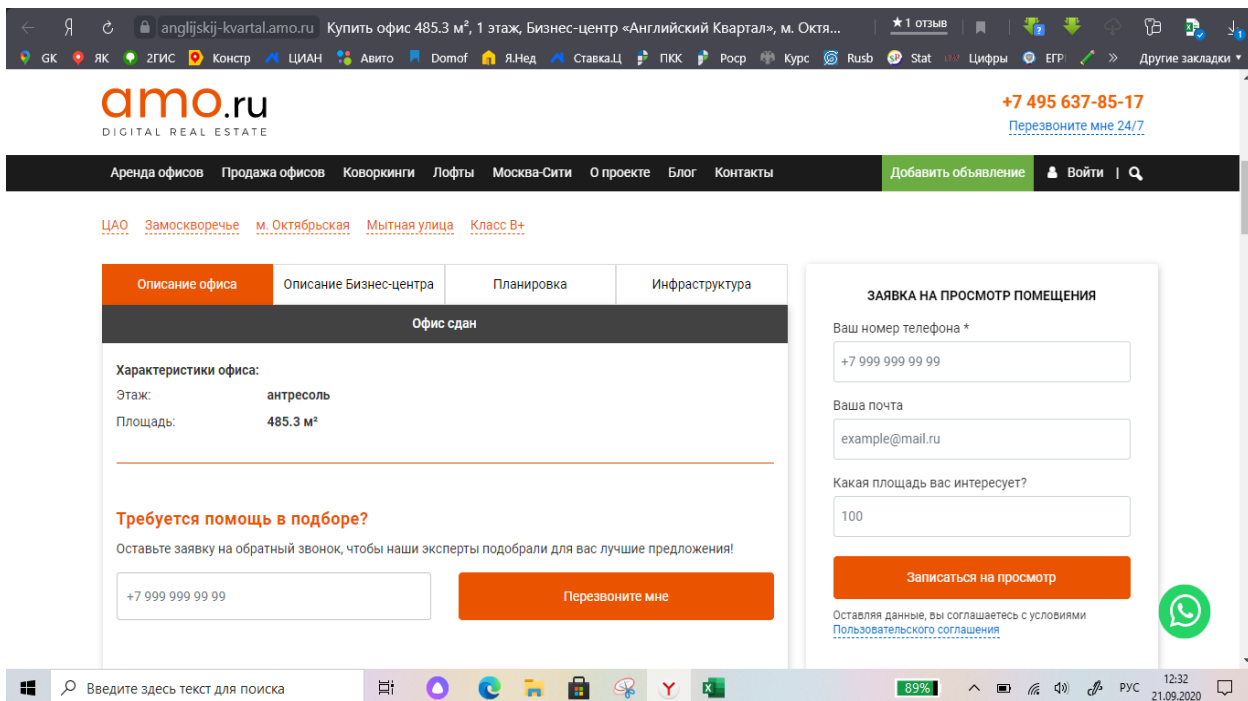 Я anglijskij-kvartal.amo.ru Купить офис 485.3 м², 1 этаж, Бизнес-центр «Английский Квартал», м. Октя... ★ 1 отзыв
GK ЯК 2ГИС Констр ЦИАН Авито Domof Я.Нед Ставка.Ц ПКК Роср Курс Rusb Stat Цифры ЕГРІ » Другие закладки
amo.ru
DIGITAL REAL ESTATE
+7 495 637-85-17
Перезвоните мне 24/7
Аренда офисов Продажа офисов Коворкинги Лофты Москва-Сити О проекте Блог Контакты Добавить объявление Войти |
ЦАО Замоскворечье м. Октябрьская Мытная улица Класс B+
Описание офиса Описание Бизнес-центра Планировка Инфраструктура
Офис сдан
Характеристики офиса:
Этаж: антресоль
Площадь: 485.3 м²
Требуется помощь в подборе?
Оставьте заявку на обратный звонок, чтобы наши эксперты подобрали для вас лучшие предложения!
+7 999 999 99 99 Перезвоните мне
ЗАЯВКА НА ПРОСМОТР ПОМЕЩЕНИЯ
Ваш номер телефона *
+7 999 999 99 99
Ваша почта
example@mail.ru
Какая площадь вас интересует?
100
Записаться на просмотр
Оставляя данные, вы соглашаетесь с условиями
Пользовательского соглашения
Введите здесь текст для поиска 89% РУС 12:32
21.09.2020